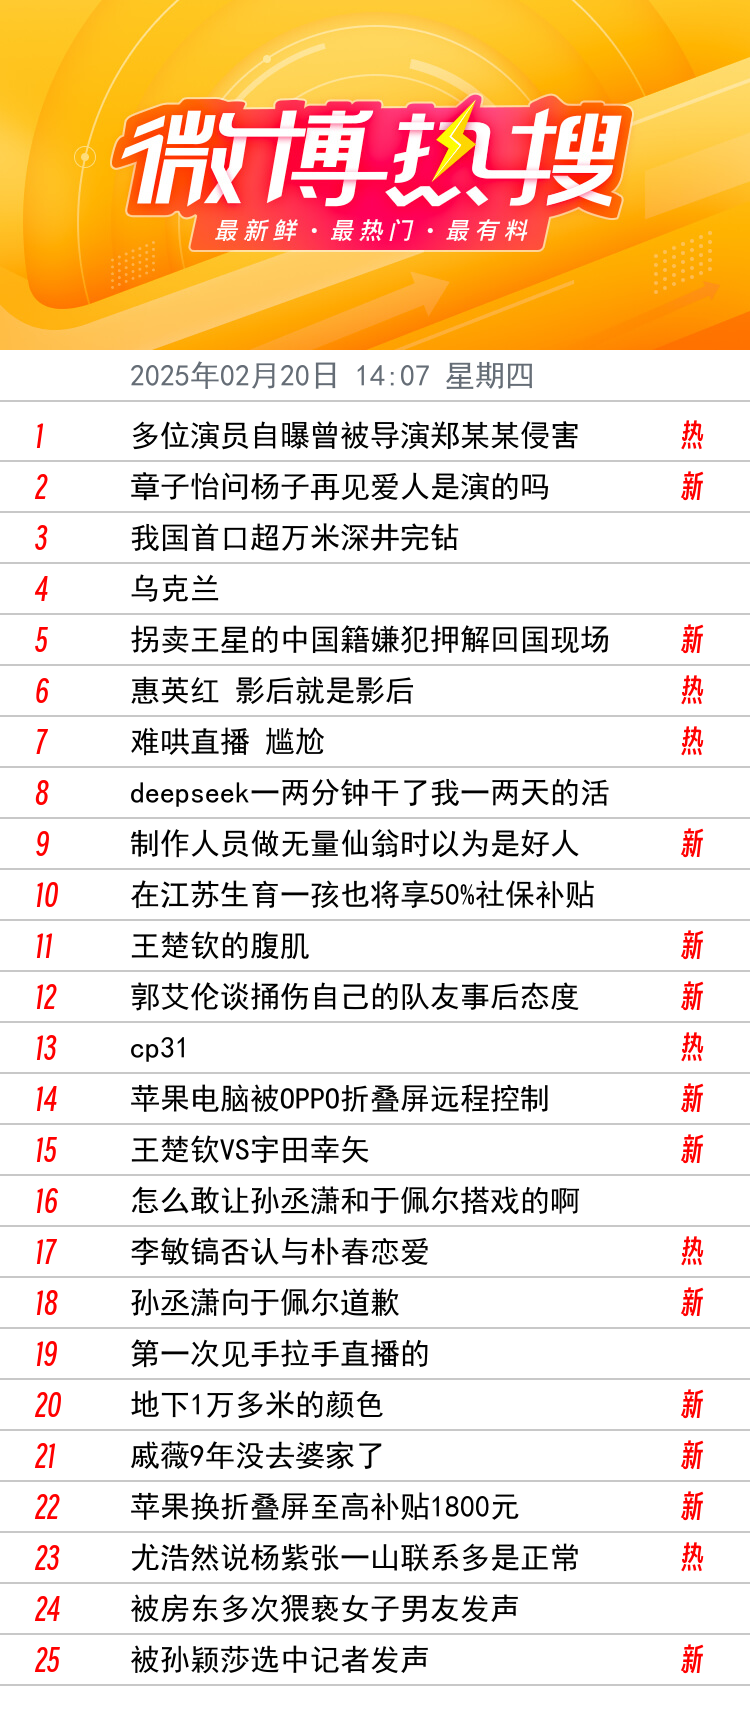 微博热搜
最新鲜·最热门·最有料
2025年02月20日 14:07 星期四
1 多位演员自曝曾被导演郑某某侵害 热
2 章子怡问杨子再见爱人是演的吗 新
3 我国首口超万米深井完钻
4 乌克兰
5 拐卖王星的中国籍嫌犯押解回国现场 新
6 惠英红 影后就是影后 热
7 难哄直播 尴尬 热
8 deepseek一两分钟干了我一两天的活
9 制作人员做无量仙翁时以为是好人 新
10 在江苏生育一孩也将享50%社保补贴
11 王楚钦的腹肌 新
12 郭艾伦谈捅伤自己的队友事后态度 新
13 cp31 热
14 苹果电脑被OPPO折叠屏远程控制 新
15 王楚钦VS宇田幸矢 新
16 怎么敢让孙丞潇和于佩尔搭戏的啊
17 李敏镐否认与朴春恋爱 热
18 孙丞潇向于佩尔道歉 新
19 第一次见手拉手直播的
20 地下1万多米的颜色 新
21 戚薇9年没去婆家了 新
22 苹果换折叠屏至高补贴1800元 新
23 尤浩然说杨紫张一山联系多是正常 热
24 被房东多次猥亵女子男友发声
25 被孙颖莎选中记者发声 新